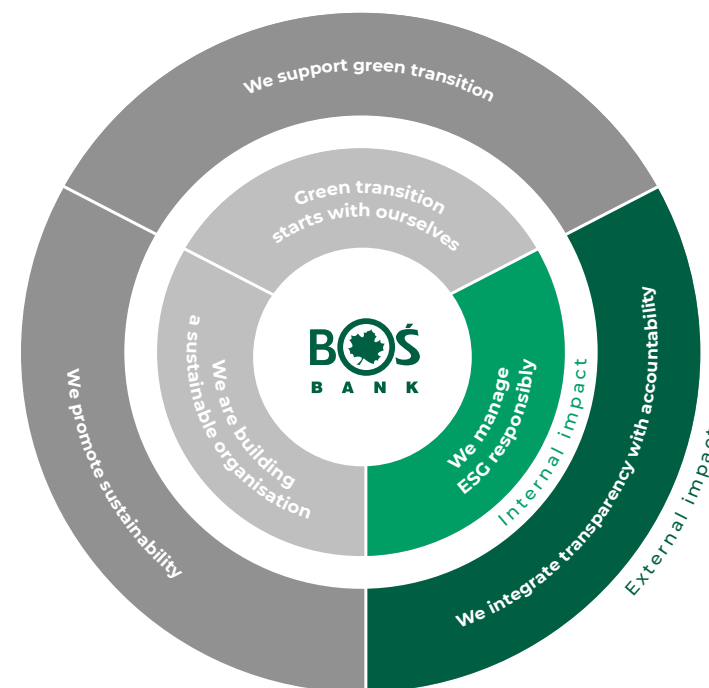 We support green transition
Green transition
starts with ourselves
BOŚ
BANK
We are building
a sustainable organisation
We manage
ESG responsibly
Internal impact
We promote sustainability
We integrate transparency with accountability
External impact